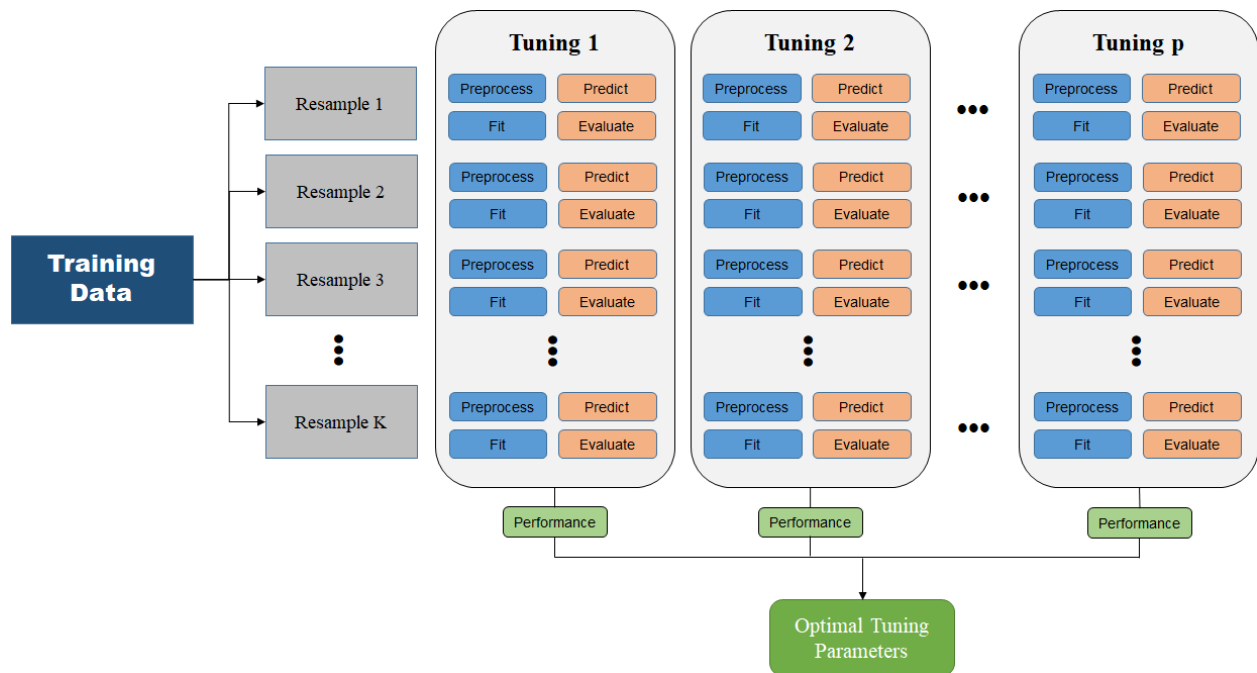 Tuning 1
Tuning 2
Tuning p
Training
Data
Resample 1
Preprocess Predict Preprocess Predict ••• Preprocess Predict
Fit Evaluate Fit Evaluate Fit Evaluate
Resample 2
Preprocess Predict Preprocess Predict ••• Preprocess Predict
Fit Evaluate Fit Evaluate Fit Evaluate
Resample 3
Preprocess Predict Preprocess Predict ••• Preprocess Predict
Fit Evaluate Fit Evaluate Fit Evaluate
Resample K
Preprocess Predict Preprocess Predict ••• Preprocess Predict
Fit Evaluate Fit Evaluate Fit Evaluate
Performance
Performance
Performance
Optimal Tuning
Parameters